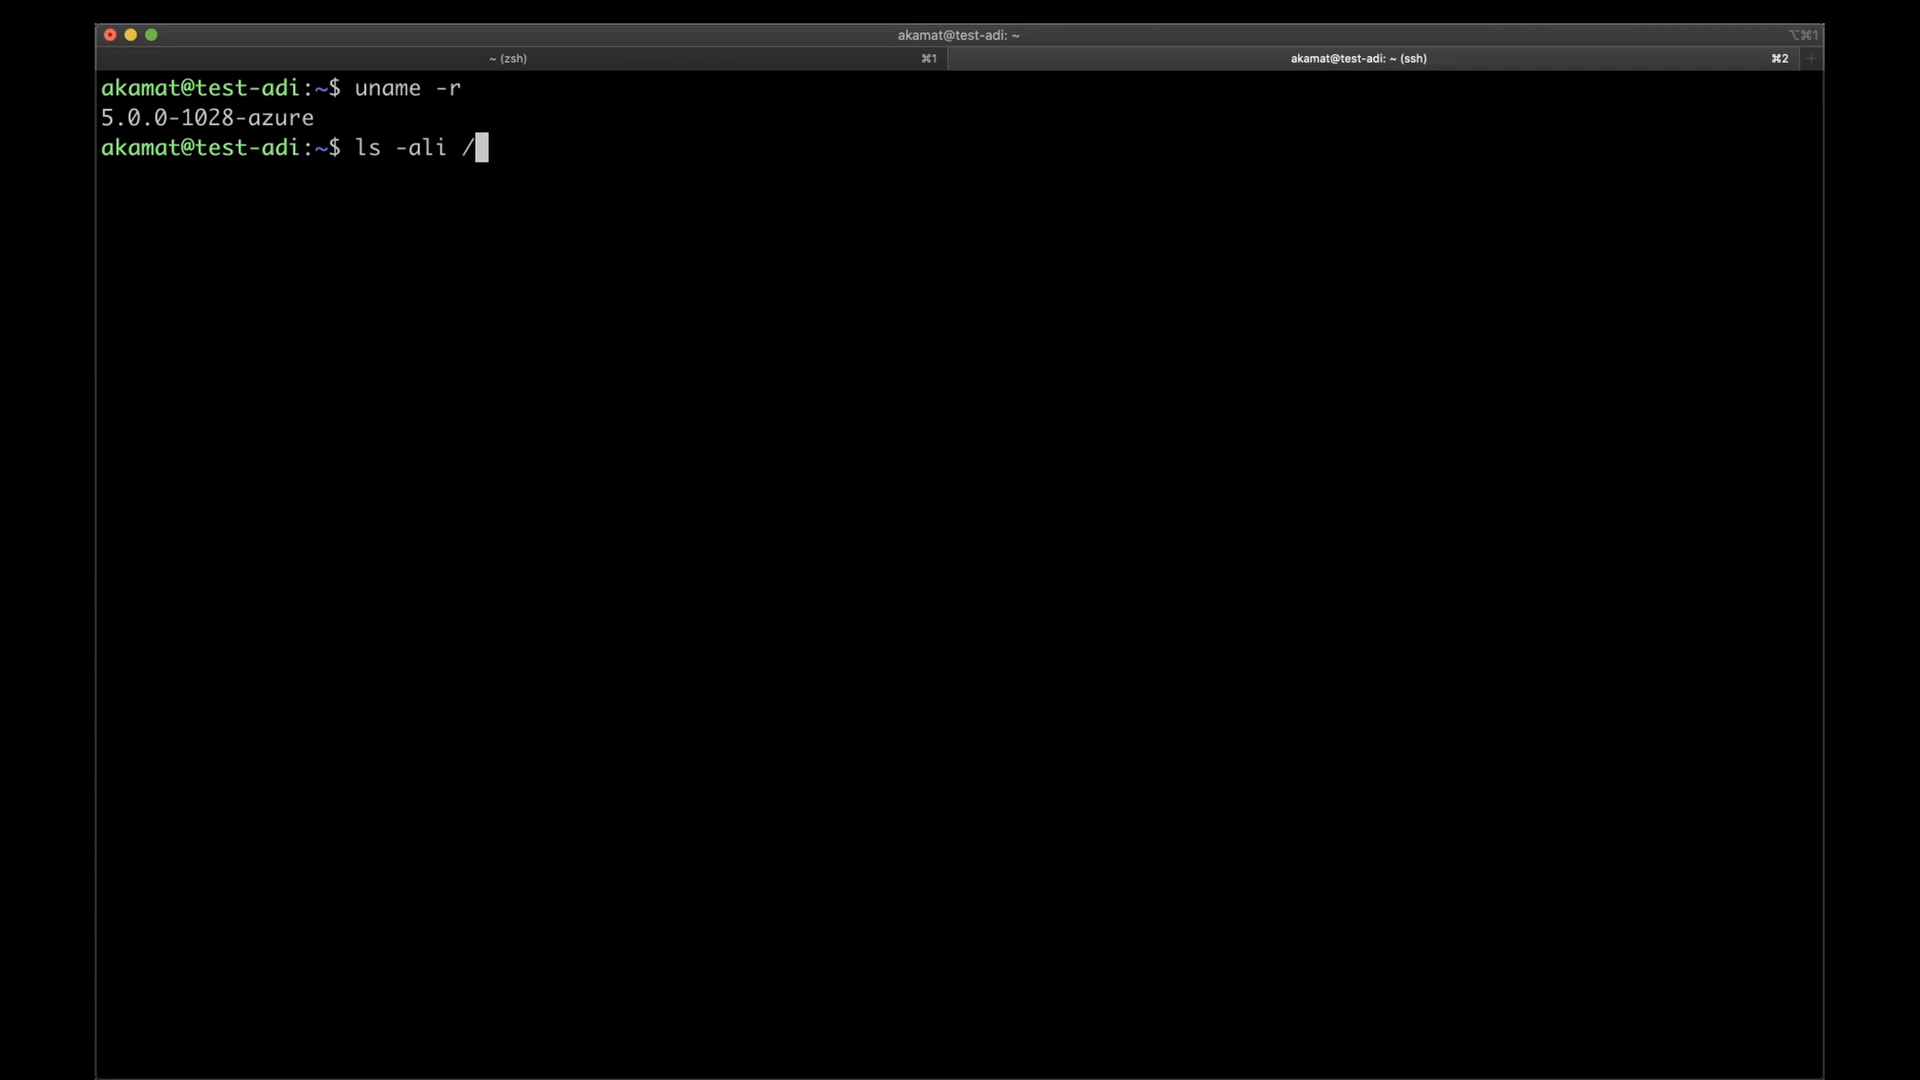 akamat@test-adi: ~
⌥⌘1
~ (zsh)
⌘1
akamat@test-adi: ~ (ssh)
⌘2
+
akamat@test-adi:~$ uname -r
5.0.0-1028-azure
akamat@test-adi:~$ ls -ali /